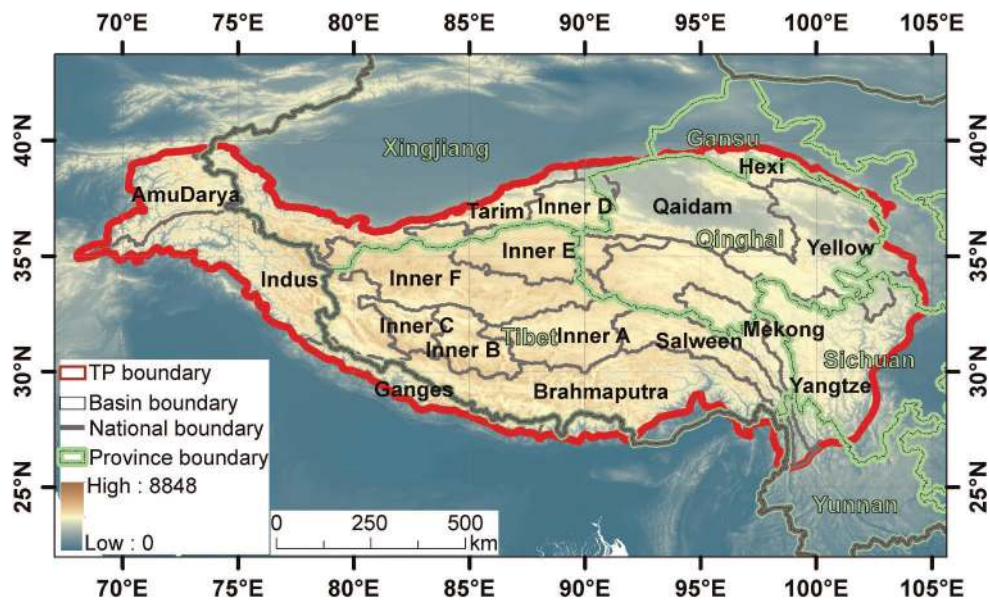 70°E 75°E 80°E 85°E 90°E 95°E 100°E 105°E
40°N 40°N
Xingjiang
Gansu
Hexi
AmuDarya
Tarim
Inner D
Qaidam
Qinghai
Inner E
Yellow
35°N 35°N
Indus
Inner F
Inner C
Inner B
Tibet
Inner A
Salween
Mekong
Sichuan
30°N 30°N
Ganges
Brahmaputra
Yangtze
TP boundary
Basin boundary
National boundary
Province boundary
High : 8848
Low : 0
25°N 25°N
0 250 500
km
Yunnan
70°E 75°E 80°E 85°E 90°E 95°E 100°E 105°E